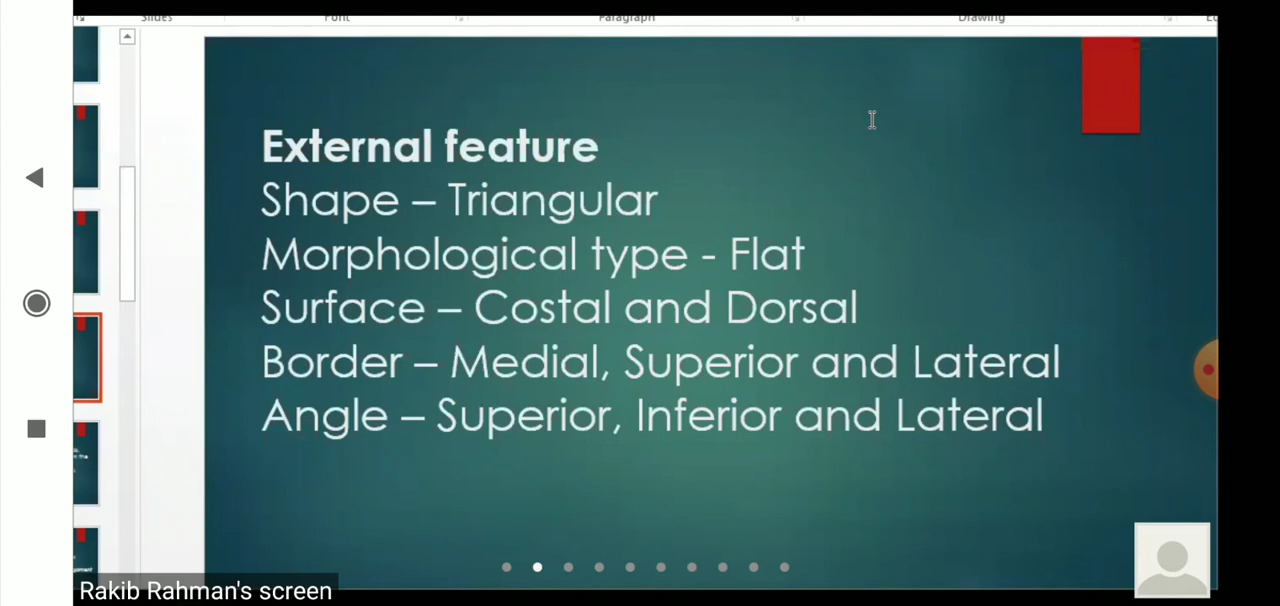 Slides Font Paragraph Drawing
External feature
Shape – Triangular
Morphological type - Flat
Surface – Costal and Dorsal
Border – Medial, Superior and Lateral
Angle – Superior, Inferior and Lateral
Rakib Rahman's screen